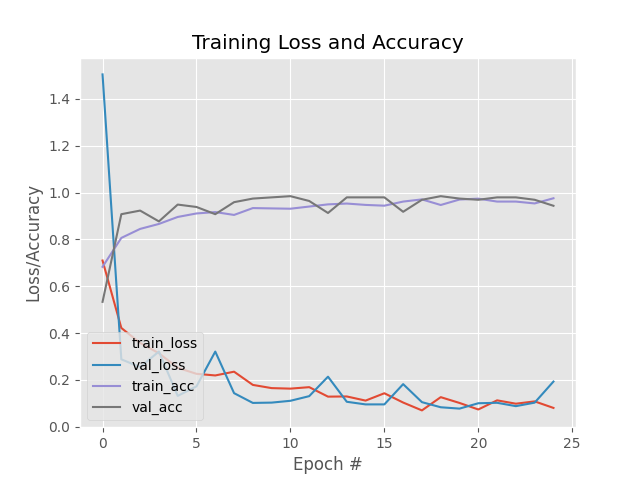 Training Loss and Accuracy
Loss/Accuracy
1.4
1.2
1.0
0.8
0.6
0.4
0.2
0.0
train_loss
val_loss
train_acc
val_acc
0 5 10 15 20 25
Epoch #